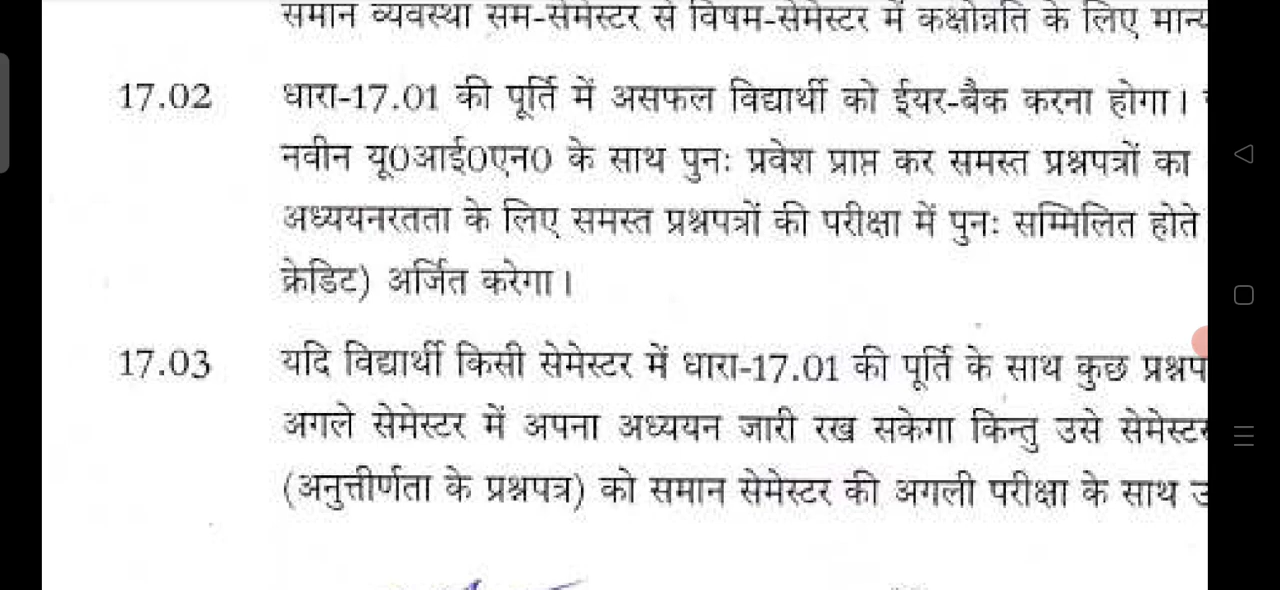 समान व्यवस्था सम-सेमेस्टर से विषम-सेमेस्टर में कक्षोन्नति के लिए मान्य
17.02 धारा-17.01 की पूर्ति में असफल विद्यार्थी को ईयर-बैक करना होगा।
नवीन यू0आई0एन0 के साथ पुनः प्रवेश प्राप्त कर समस्त प्रश्नपत्रों का
अध्ययनरतता के लिए समस्त प्रश्नपत्रों की परीक्षा में पुनः सम्मिलित होते
क्रेडिट) अर्जित करेगा।
17.03 यदि विद्यार्थी किसी सेमेस्टर में धारा-17.01 की पूर्ति के साथ कुछ
अगले सेमेस्टर में अपना अध्ययन जारी रख सकेगा किन्तु उसे सेमेस्टर
(अनुत्तीर्णता के प्रश्नपत्र) को समान सेमेस्टर की अगली परीक्षा के साथ